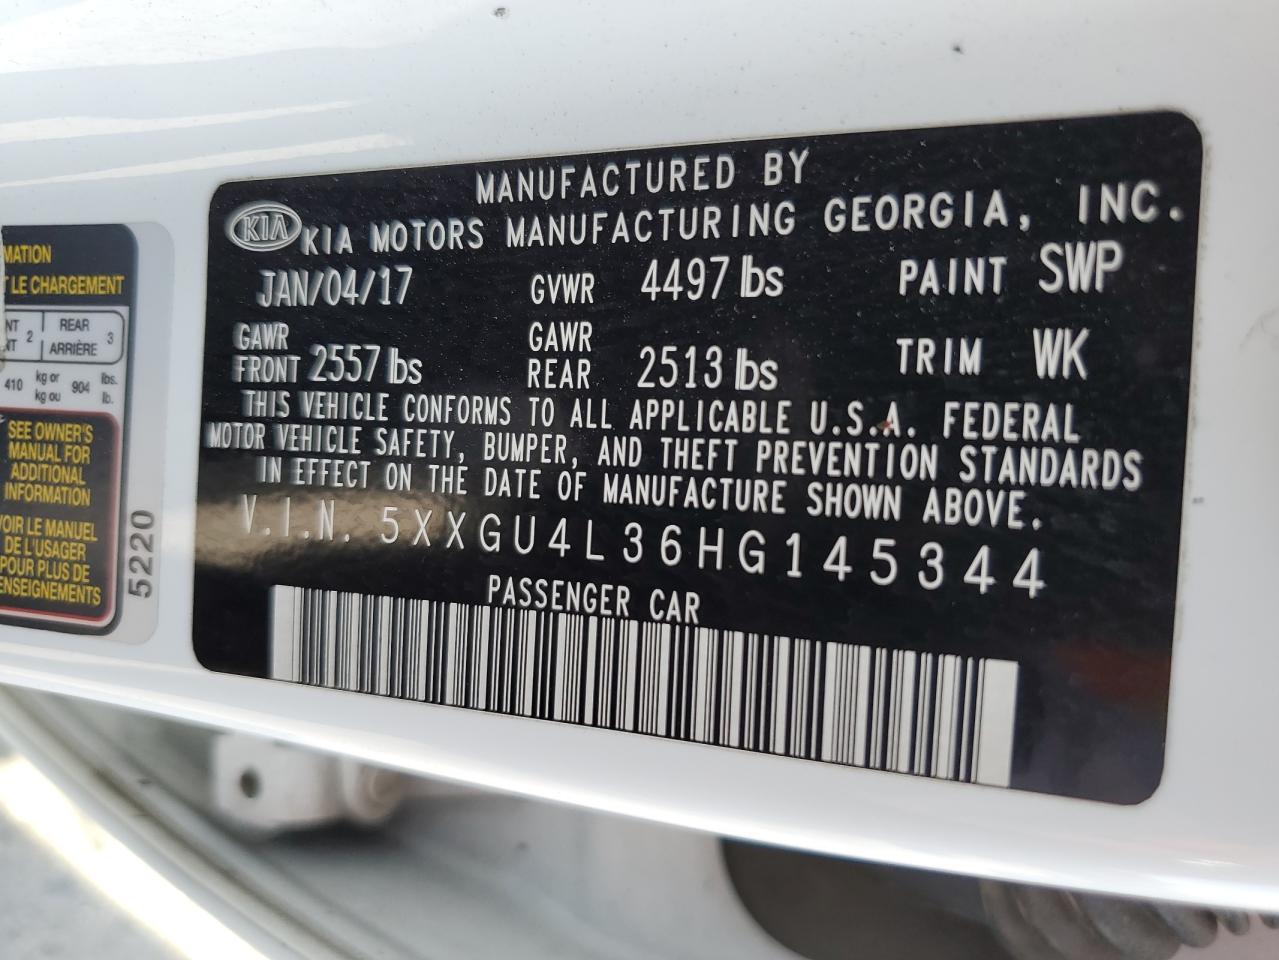 MANUFACTURED BY
KIA KIA MOTORS MANUFACTURING GEORGIA, INC.
JAN/04/17 GVWR 4497 lbs PAINT SWP
GAWR FRONT 2557 lbs GAWR REAR 2513 lbs TRIM WK
THIS VEHICLE CONFORMS TO ALL APPLICABLE U.S.A. FEDERAL
MOTOR VEHICLE SAFETY, BUMPER, AND THEFT PREVENTION STANDARDS
IN EFFECT ON THE DATE OF MANUFACTURE SHOWN ABOVE.
V.I.N. 5XXGU4L36HG145344
PASSENGER CAR
MATION
LE CHARGEMENT
NT 2 REAR 3
NT ARRIÈRE
410 kg or 904 lbs.
kg ou lb.
SEE OWNER'S
MANUAL FOR
ADDITIONAL
INFORMATION
VOIR LE MANUEL
DE L'USAGER
POUR PLUS DE
ENSEIGNEMENTS
5220